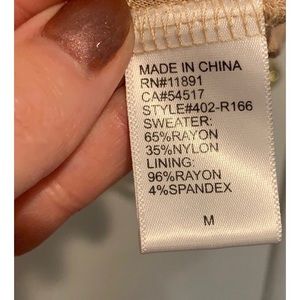 MADE IN CHINA
RN#11891
CA#54517
STYLE#402-R166
SWEATER:
65%RAYON
35%NYLON
LINING:
96%RAYON
4%SPANDEX
M